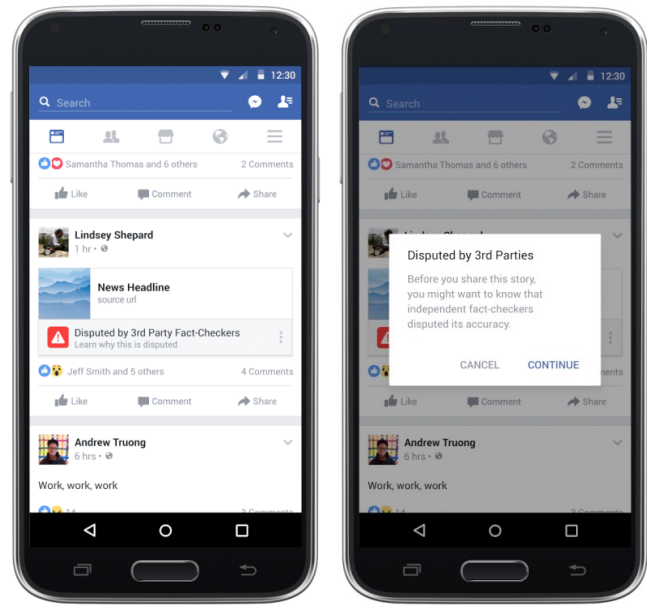 12:30
Search
Samantha Thomas and 6 others 2 Comments
Like Comment Share
Lindsey Shepard
1 hr •
News Headline
source url
Disputed by 3rd Party Fact-Checkers
Learn why this is disputed
Jeff Smith and 5 others 4 Comments
Like Comment Share
Andrew Truong
6 hrs •
Work, work, work
14 3 Comments
12:30
Search
Samantha Thomas and 6 others 2 Comments
Like Comment Share
Disputed by 3rd Parties
Before you share this story,
you might want to know that
independent fact-checkers
disputed its accuracy.
CANCEL CONTINUE
Like Comment Share
Andrew Truong
6 hrs •
Work, work, work
14 3 Comments